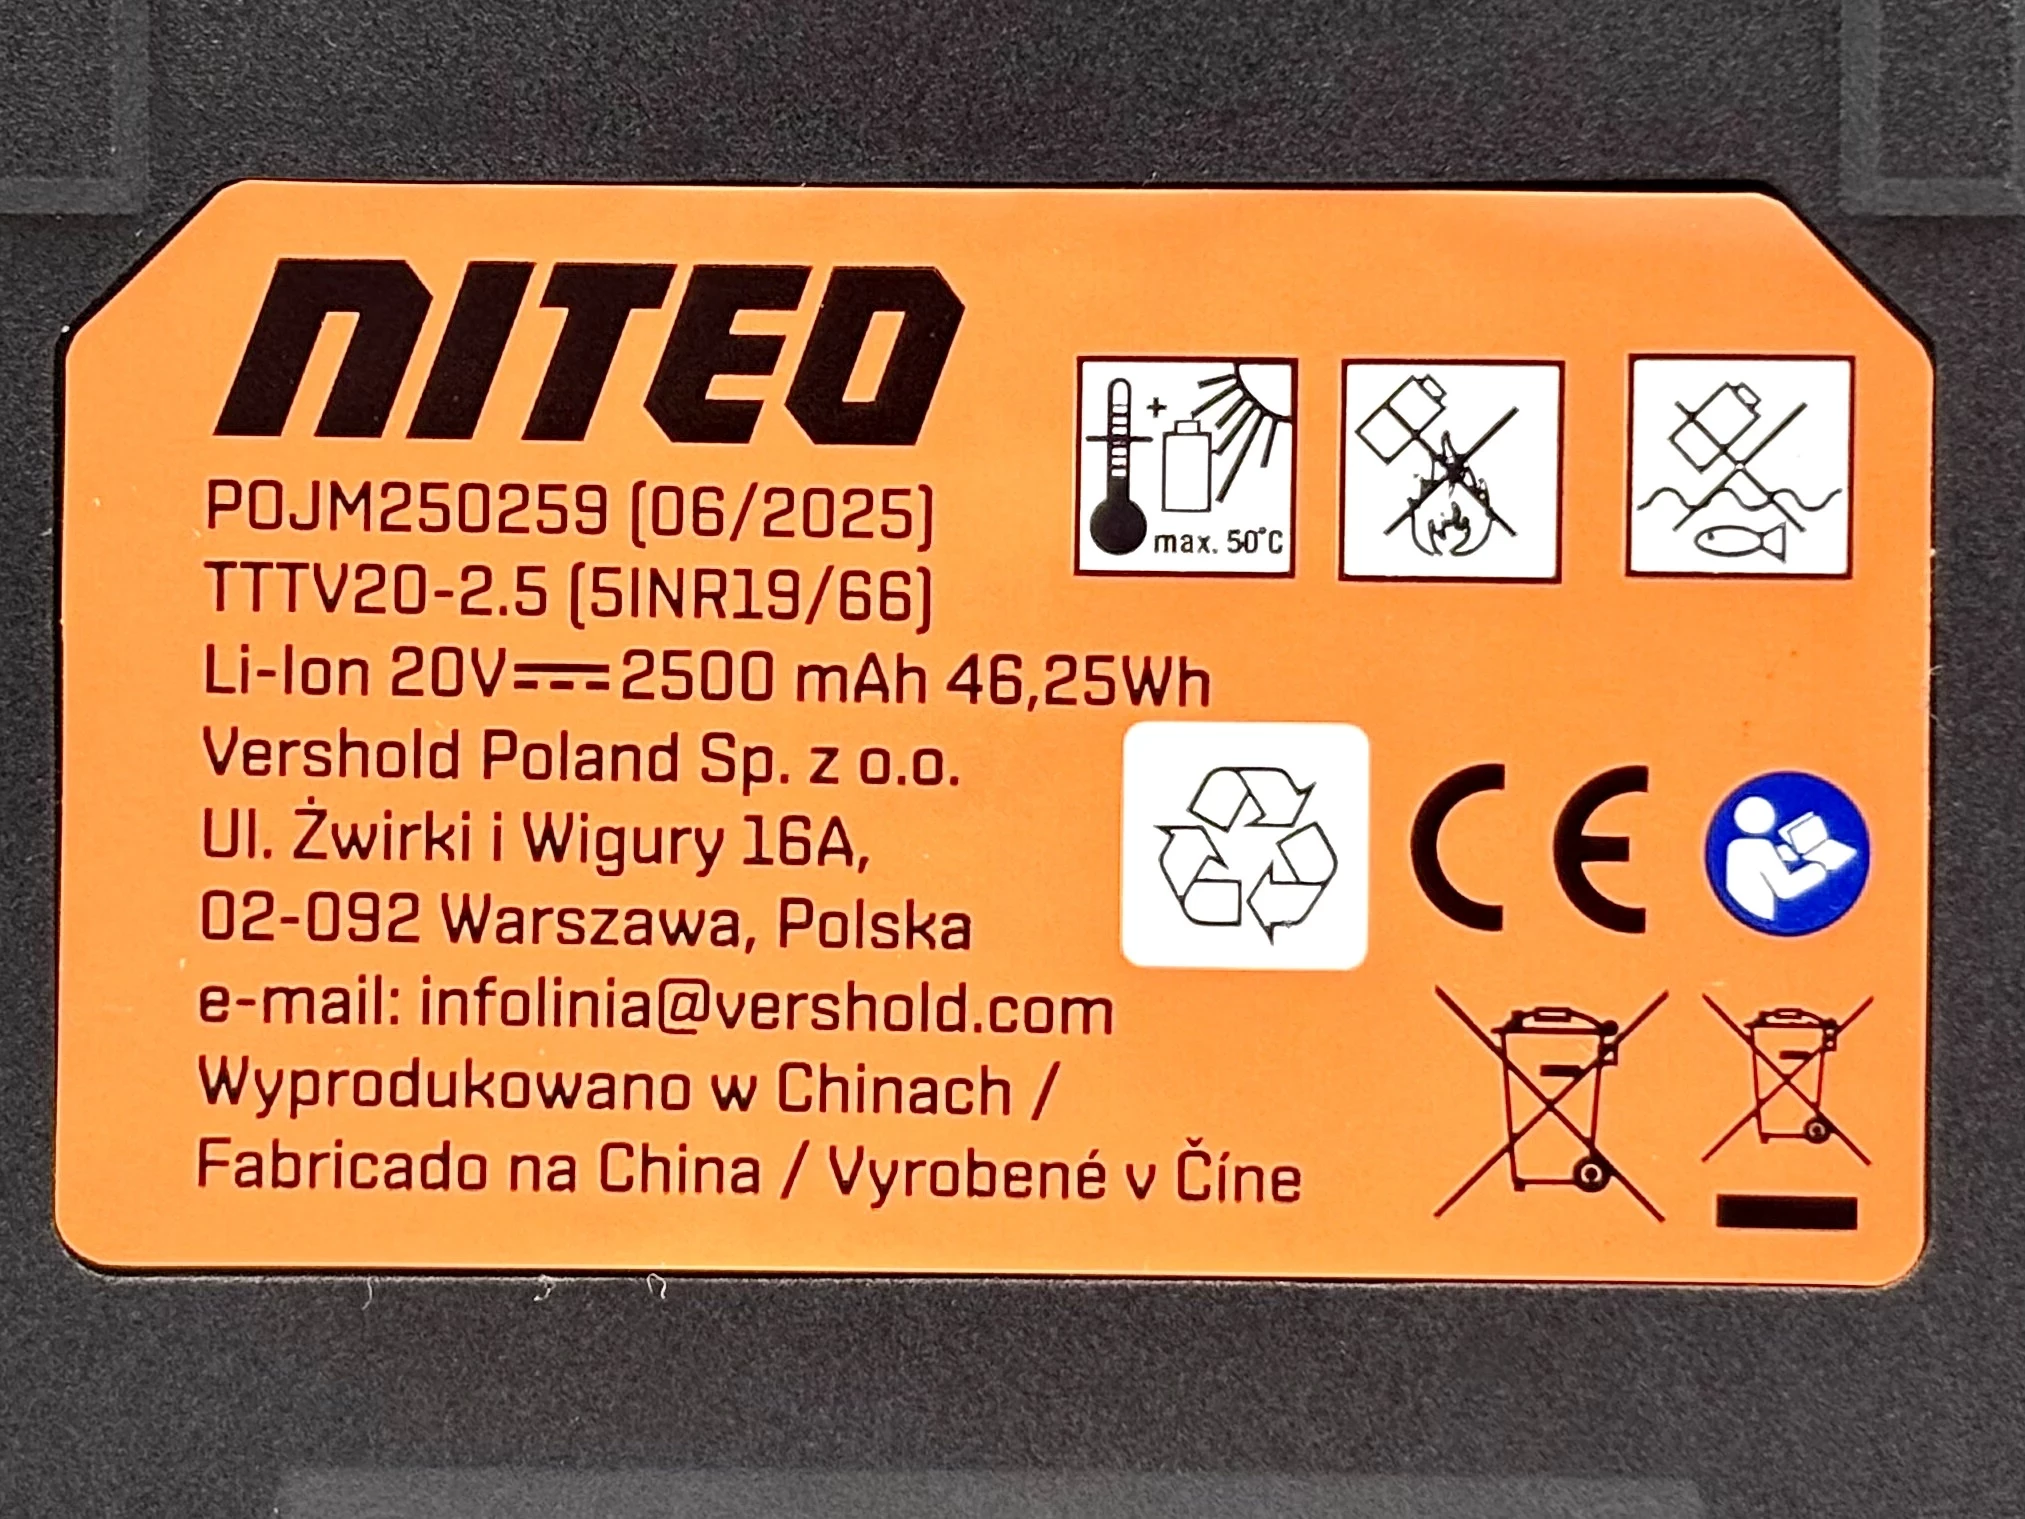 NITEO
POJM250259 (06/2025)
TTTV20-2.5 (5INR19/66)
Li-Ion 20V⎓2500 mAh 46,25Wh
Vershold Poland Sp. z o.o.
Ul. Żwirki i Wigury 16A,
02-092 Warszawa, Polska
e-mail: infolinia@vershold.com
Wyprodukowano w Chinach /
Fabricado na China / Vyrobené v Číne
+
max. 50°C
CE